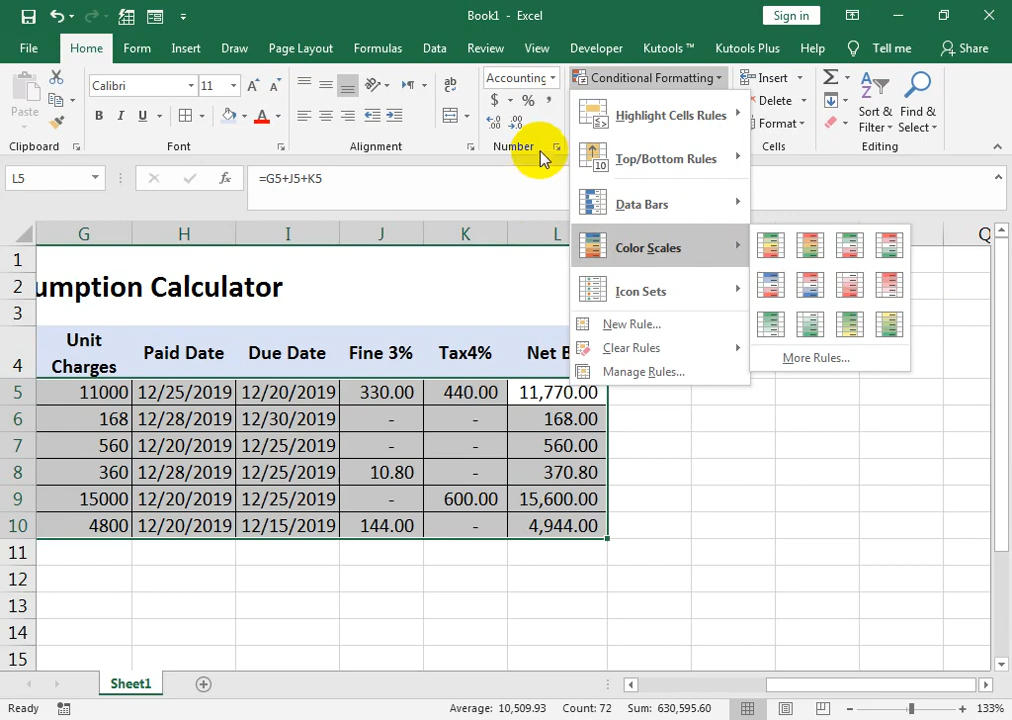 Book1 - Excel
Sign in
File Home Form Insert Draw Page Layout Formulas Data Review View Developer Kutools ™ Kutools Plus Help Tell me Share
Paste
Calibri 11
B I U
ab
Accounting
$ % ,
Conditional Formatting
Insert
Delete
Format
Sort & Filter
Find & Select
Clipboard Font Alignment Number Cells Editing
Highlight Cells Rules
Top/Bottom Rules
Data Bars
Color Scales
Icon Sets
New Rule...
Clear Rules
Manage Rules...
More Rules...
L5 fx =G5+J5+K5
G H I J K L Q
1
2 umption Calculator
3
4 Unit Charges Paid Date Due Date Fine 3% Tax4% Net B
5 11000 12/25/2019 12/20/2019 330.00 440.00 11,770.00
6 168 12/28/2019 12/30/2019 - - 168.00
7 560 12/20/2019 12/25/2019 - - 560.00
8 360 12/28/2019 12/25/2019 10.80 - 370.80
9 15000 12/20/2019 12/25/2019 - 600.00 15,600.00
10 4800 12/20/2019 12/15/2019 144.00 - 4,944.00
11
12
13
14
15
Sheet1
Ready Average: 10,509.93 Count: 72 Sum: 630,595.60 133%